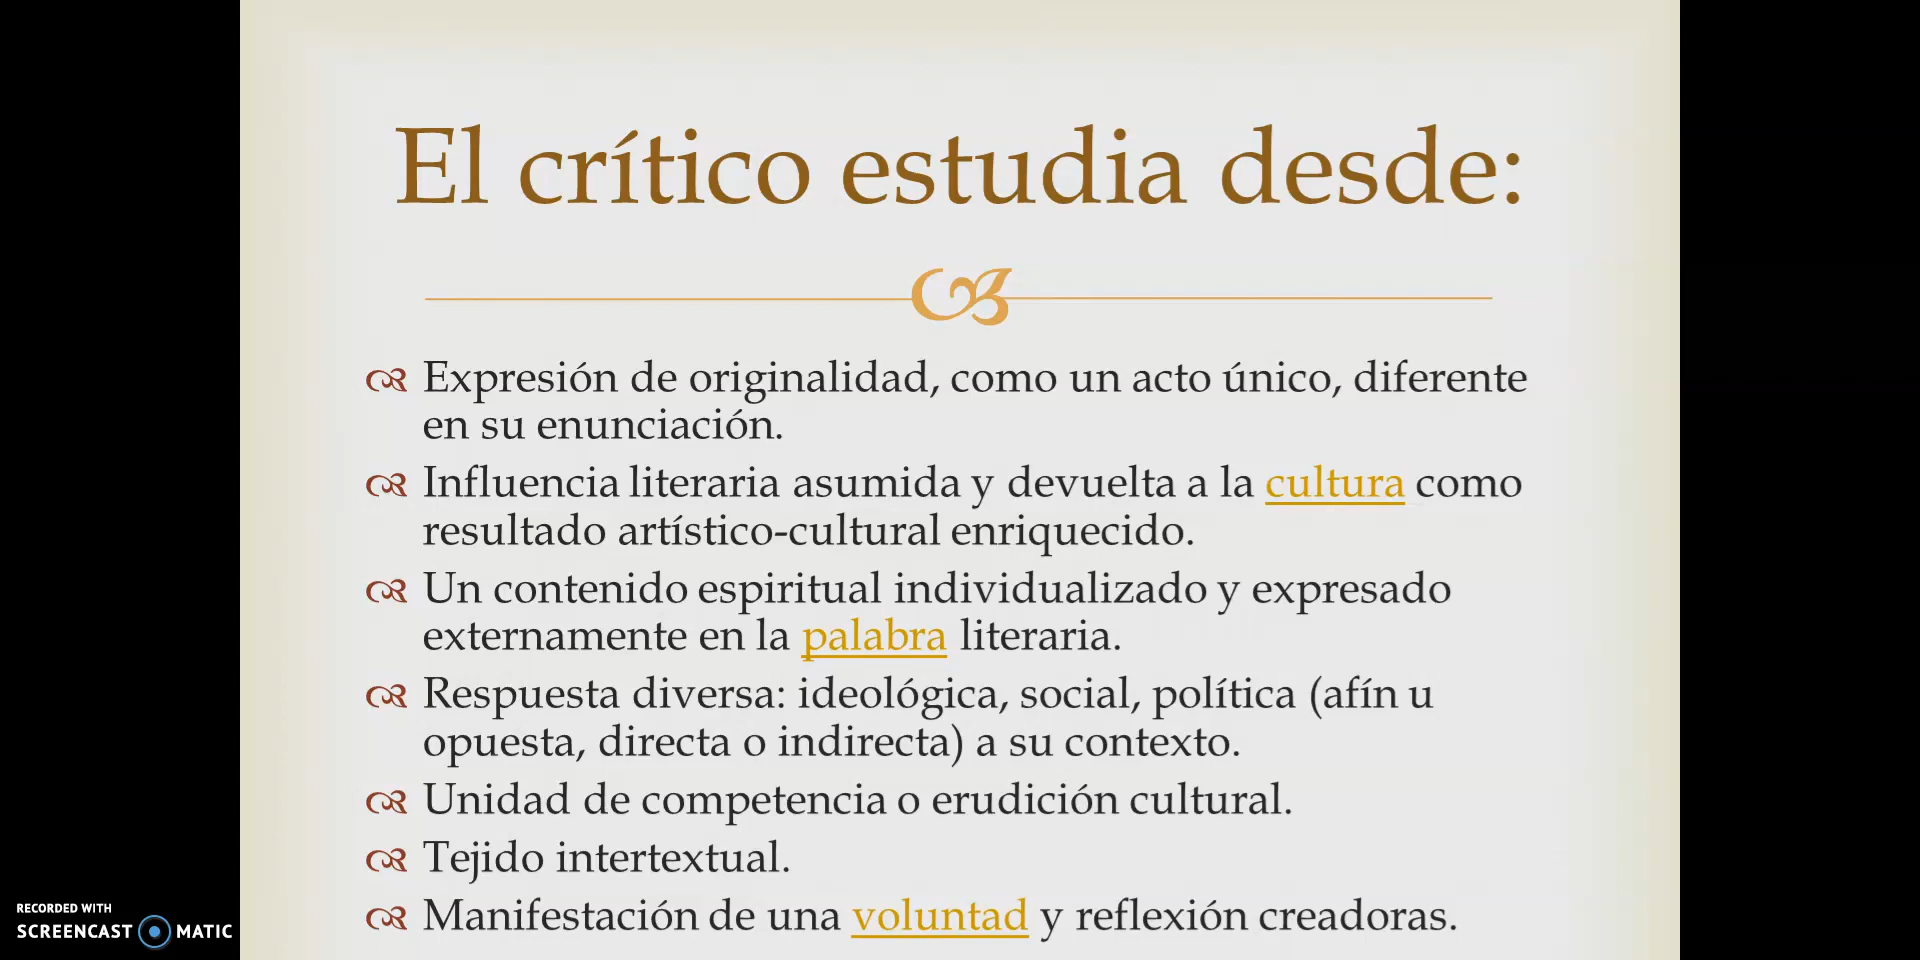 El crítico estudia desde:
Expresión de originalidad, como un acto único, diferente
en su enunciación.
Influencia literaria asumida y devuelta a la cultura como
resultado artístico-cultural enriquecido.
Un contenido espiritual individualizado y expresado
externamente en la palabra literaria.
Respuesta diversa: ideológica, social, política (afín u
opuesta, directa o indirecta) a su contexto.
Unidad de competencia o erudición cultural.
Tejido intertextual.
Manifestación de una voluntad y reflexión creadoras.
RECORDED WITH
SCREENCAST MATIC